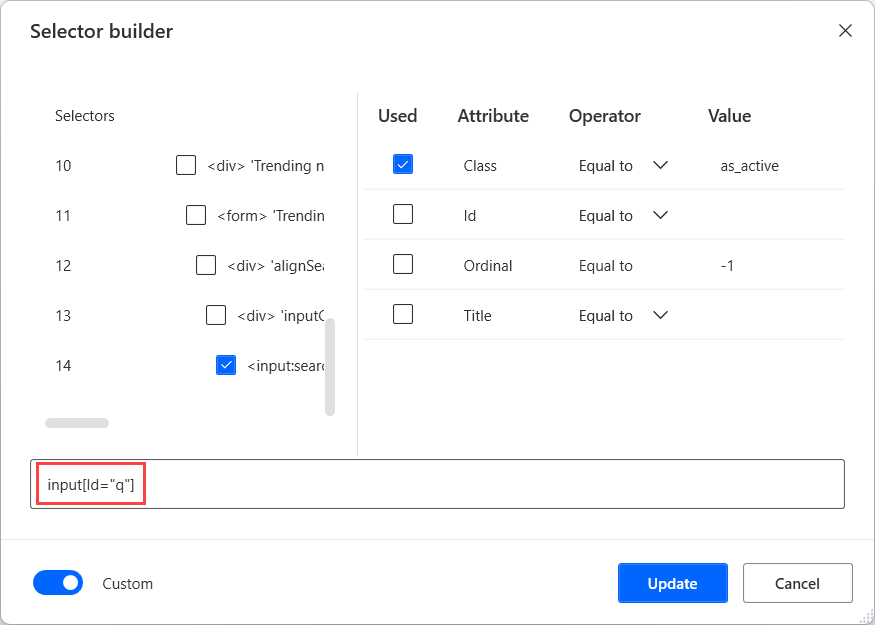 Selector builder
Selectors
10 <div> 'Trending n
11 <form> 'Trendin
12 <div> 'alignSea
13 <div> 'inputC
14 <input:searc
Used Attribute Operator Value
Class Equal to as_active
Id Equal to
Ordinal Equal to -1
Title Equal to
input[Id="q"]
Custom Update Cancel